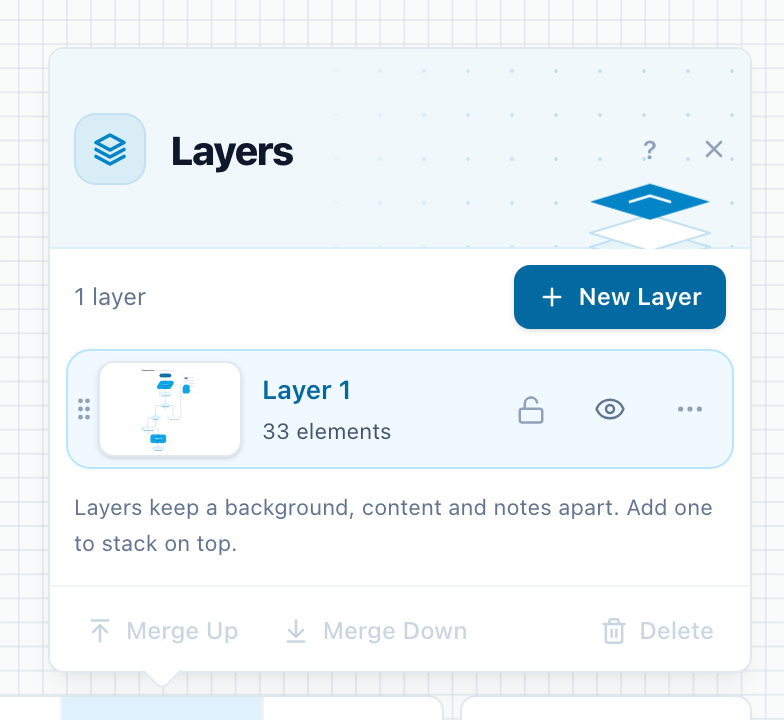 Layers
?
1 layer
New Layer
Layer 1
33 elements
Layers keep a background, content and notes apart. Add one
to stack on top.
Merge Up
Merge Down
Delete